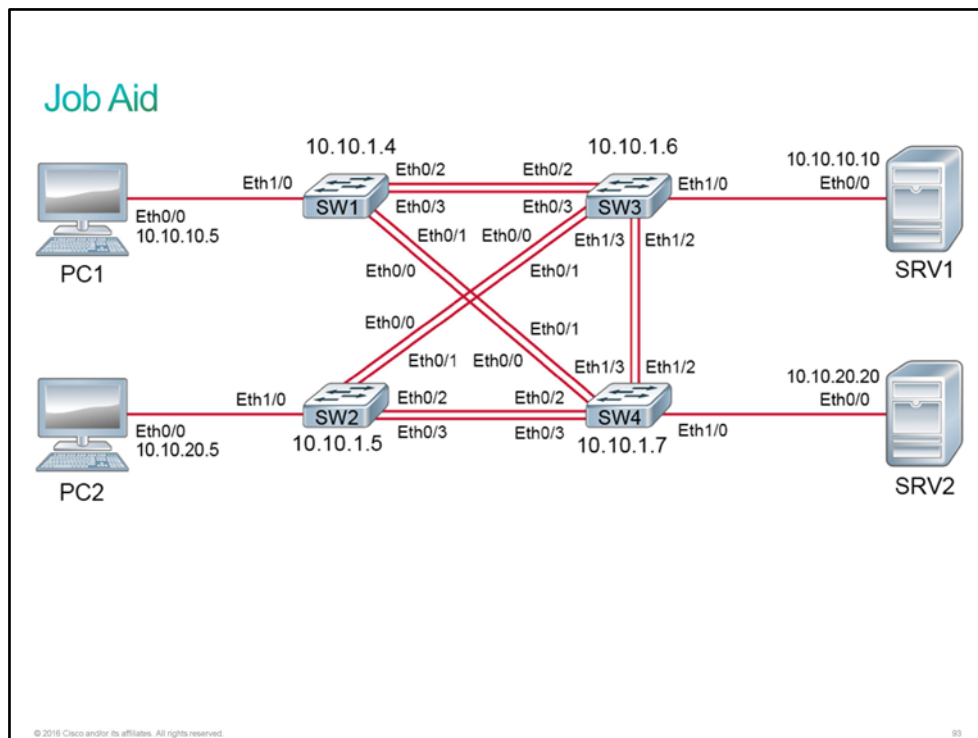 Job Aid
10.10.1.4
10.10.1.6
10.10.10.10
Eth1/0
Eth0/2
Eth0/2
Eth1/0
Eth0/0
SW1
SW3
Eth0/0
Eth0/3
Eth0/3
10.10.10.5
Eth0/1
Eth0/0
Eth1/3
Eth1/2
PC1
SRV1
Eth0/0
Eth0/1
Eth0/0
Eth0/1
Eth0/1
Eth0/0
Eth1/3
Eth1/2
10.10.20.20
Eth1/0
Eth0/2
Eth0/2
Eth0/0
SW2
SW4
Eth0/0
Eth0/3
Eth0/3
Eth1/0
10.10.20.5
10.10.1.5
10.10.1.7
PC2
SRV2
© 2016 Cisco and/or its affiliates. All rights reserved.
93